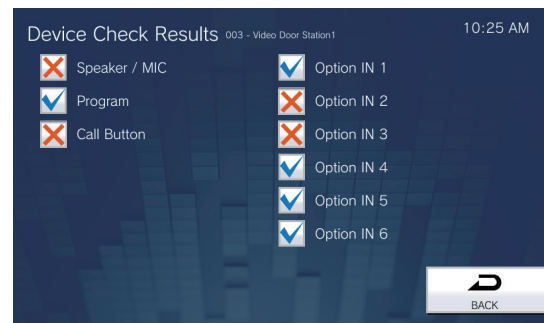 Device Check Results 003 - Video Door Station1
10:25 AM
Speaker / MIC
Program
Call Button
Option IN 1
Option IN 2
Option IN 3
Option IN 4
Option IN 5
Option IN 6
BACK